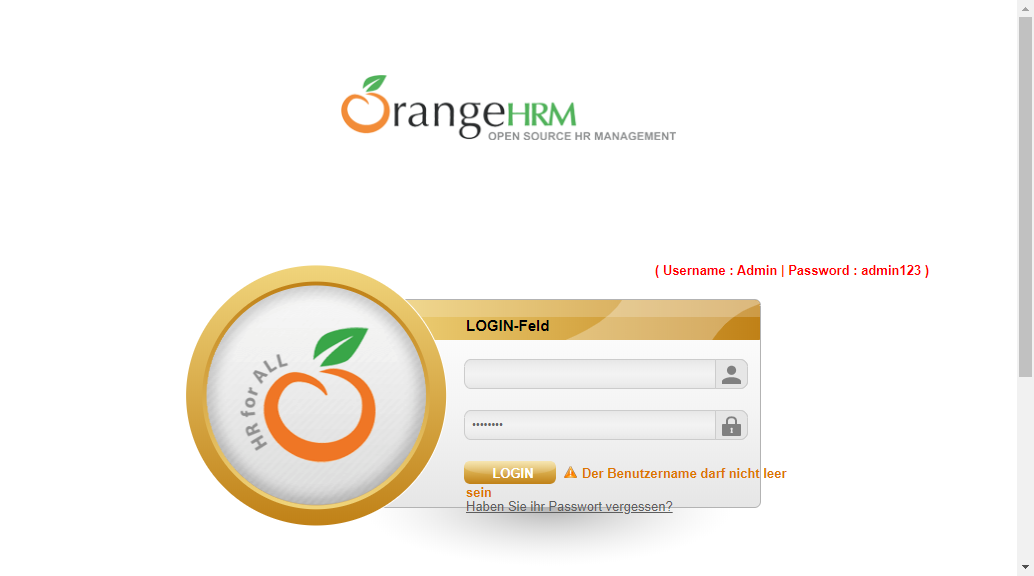 OrangeHRM
OPEN SOURCE HR MANAGEMENT
( Username : Admin | Password : admin123 )
HR for ALL
LOGIN-Feld
••••••••
LOGIN
Der Benutzername darf nicht leer
sein
Haben Sie ihr Passwort vergessen?